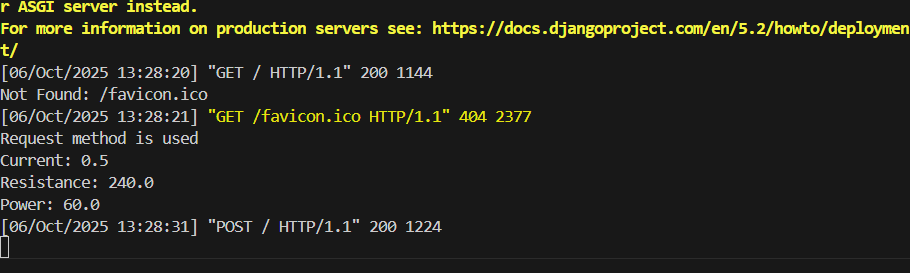 r ASGI server instead.
For more information on production servers see: https://docs.djangoproject.com/en/5.2/howto/deploymen
t/
[06/Oct/2025 13:28:20] "GET / HTTP/1.1" 200 1144
Not Found: /favicon.ico
[06/Oct/2025 13:28:21] "GET /favicon.ico HTTP/1.1" 404 2377
Request method is used
Current: 0.5
Resistance: 240.0
Power: 60.0
[06/Oct/2025 13:28:31] "POST / HTTP/1.1" 200 1224